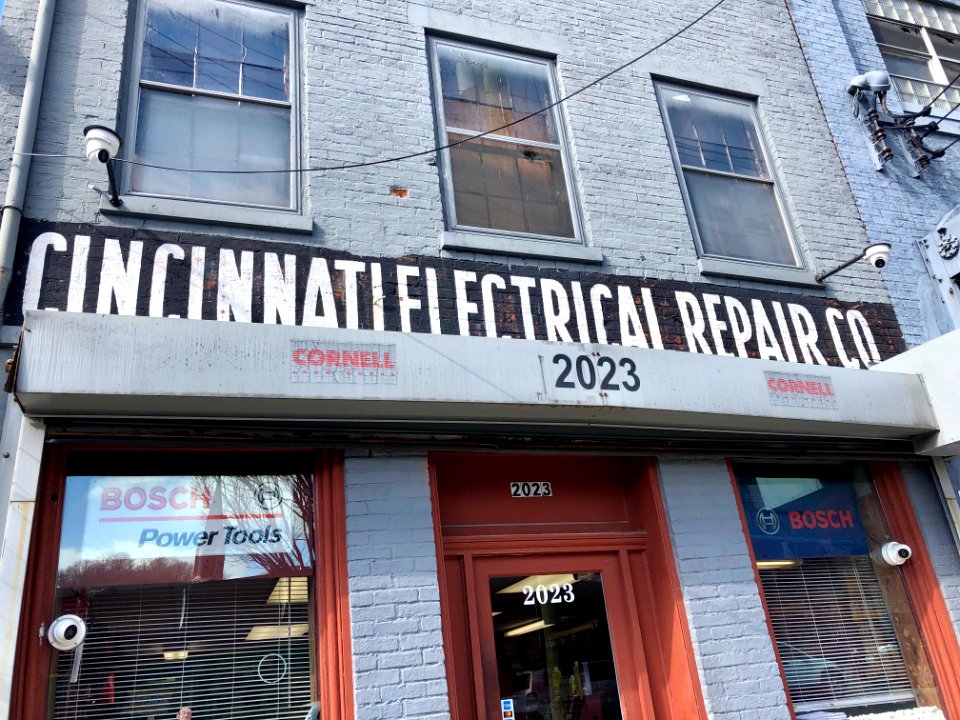 CINCINNATI ELECTRICAL REPAIR CO.
CORNELL
2023
CORNELL
2023
BOSCH
Power Tools
BOSCH
2023